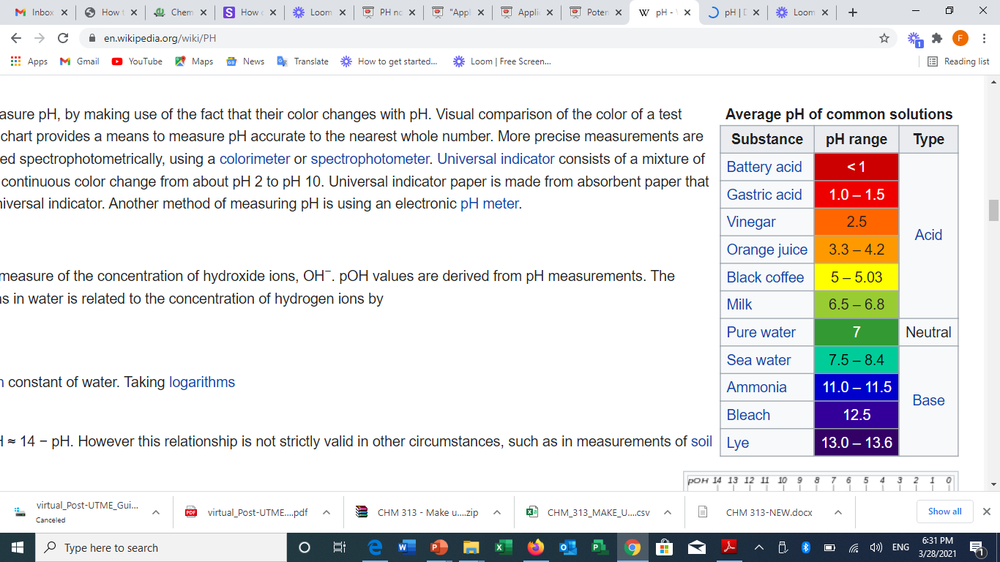 Inbox
How t
Chem
How c
Loom
PH nc
"Appl
Applic
Poten
W pH - W
pH | D
Loom
en.wikipedia.org/wiki/PH
1
F
Apps
Gmail
YouTube
Maps
News
Translate
How to get started...
Loom | Free Screen...
Reading list
asure pH, by making use of the fact that their color changes with pH. Visual comparison of the color of a test
chart provides a means to measure pH accurate to the nearest whole number. More precise measurements are
ed spectrophotometrically, using a colorimeter or spectrophotometer. Universal indicator consists of a mixture of
continuous color change from about pH 2 to pH 10. Universal indicator paper is made from absorbent paper that
niversal indicator. Another method of measuring pH is using an electronic pH meter.
measure of the concentration of hydroxide ions, OH⁻. pOH values are derived from pH measurements. The
ns in water is related to the concentration of hydrogen ions by
n constant of water. Taking logarithms
H ≈ 14 − pH. However this relationship is not strictly valid in other circumstances, such as in measurements of soil
Average pH of common solutions
Substance pH range Type
Battery acid < 1
Gastric acid 1.0 – 1.5
Vinegar 2.5
Orange juice 3.3 – 4.2
Acid
Black coffee 5 – 5.03
Milk 6.5 – 6.8
Pure water 7 Neutral
Sea water 7.5 – 8.4
Ammonia 11.0 – 11.5
Base
Bleach 12.5
Lye 13.0 – 13.6
pOH 14 13 12 11 10 9 8 7 6 5 4 3 2 1 0
virtual_Post-UTME_Gui...
Canceled
PDF
virtual_Post-UTME....pdf
CHM 313 - Make u....zip
CHM_313_MAKE_U....csv
CHM 313-NEW.docx
Show all
Type here to search
ENG
6:31 PM
3/28/2021
1